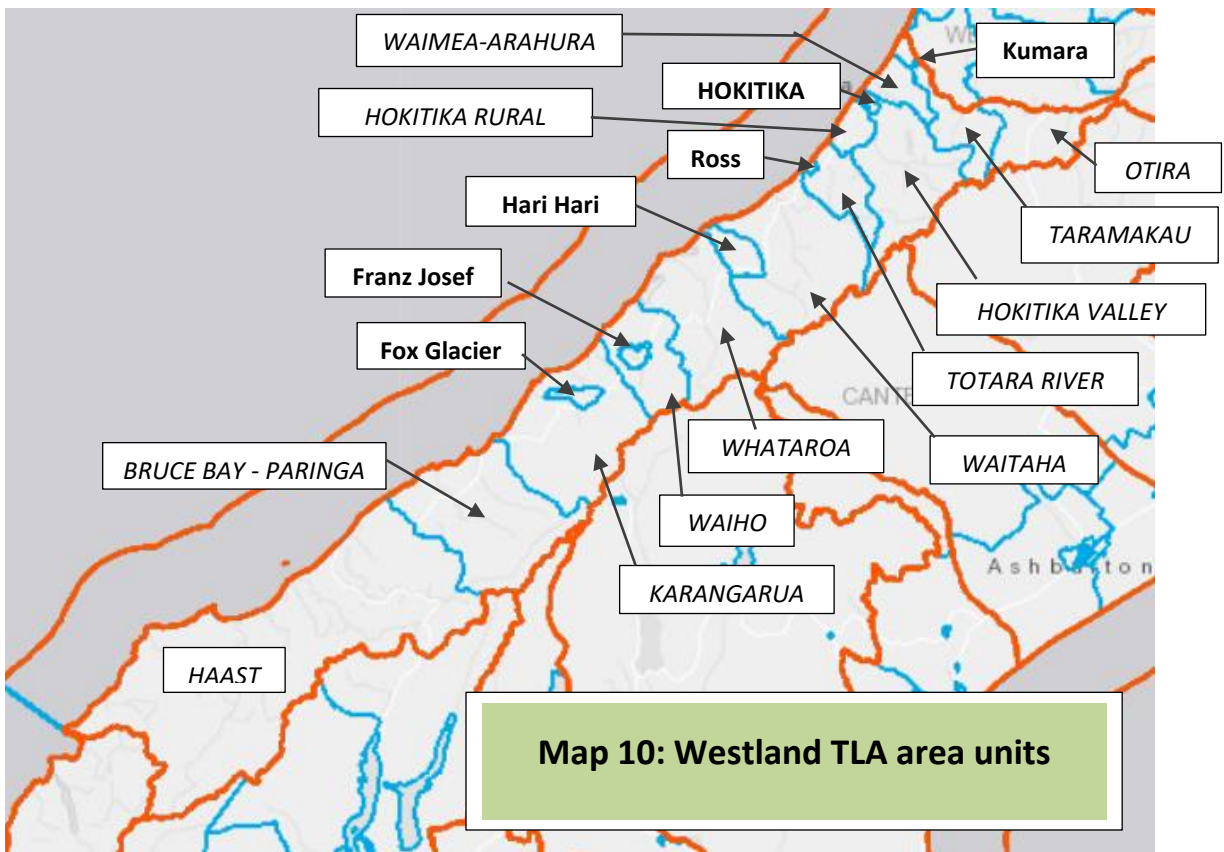 WAIMEA-ARAHURA
Kumara
HOKITIKA
HOKITIKA RURAL
Ross
OTIRA
Hari Hari
TARAMAKAU
Franz Josef
HOKITIKA VALLEY
Fox Glacier
TOTARA RIVER
WHATAROA
WAITAHA
BRUCE BAY - PARINGA
WAIHO
Ashburton
KARANGARUA
HAAST
Map 10: Westland TLA area units